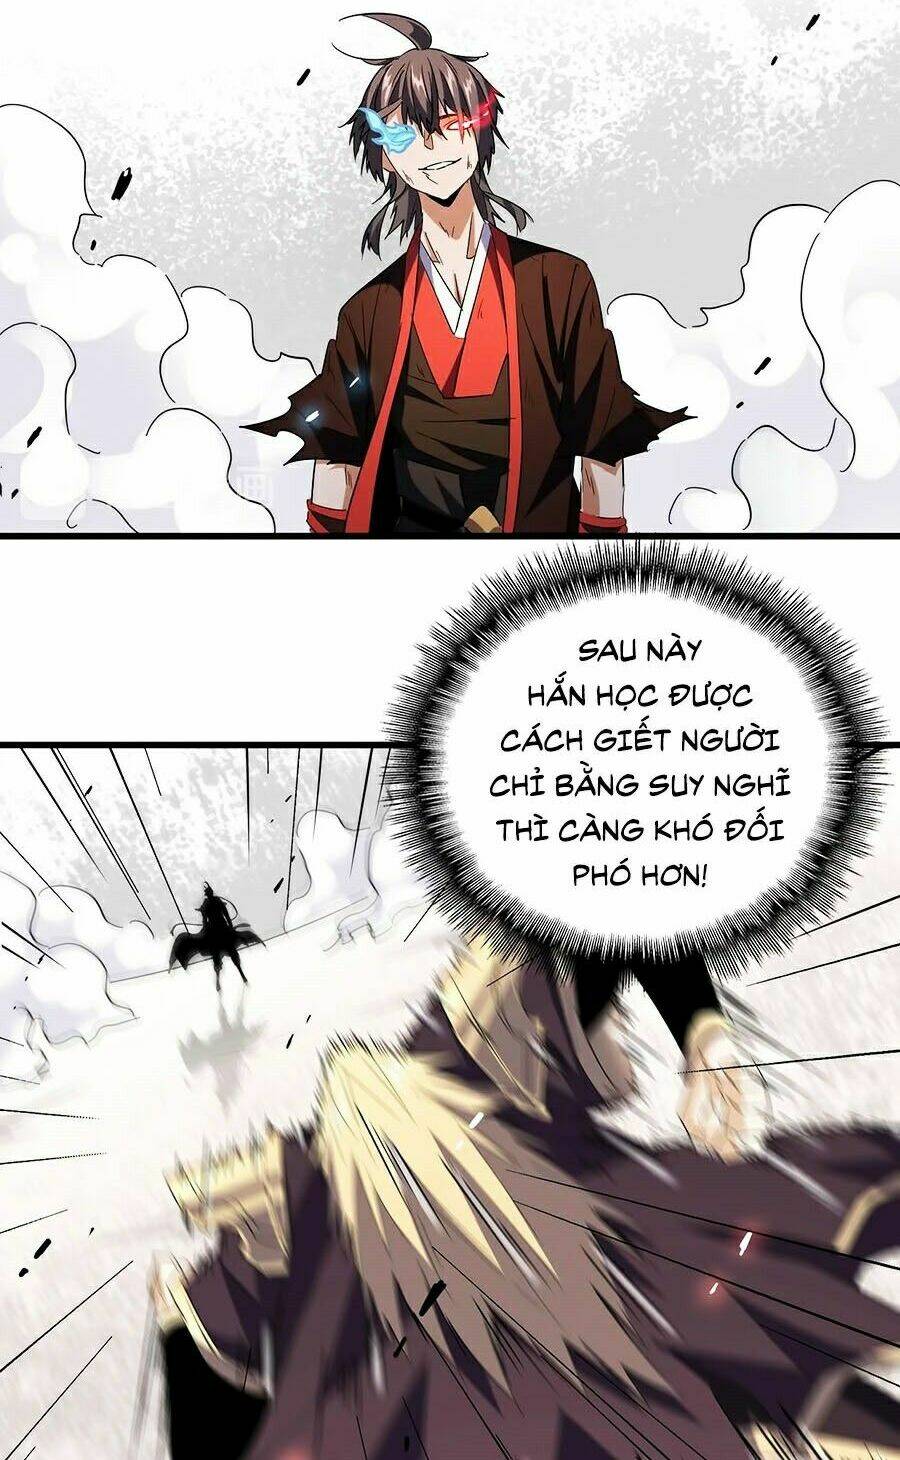 SAU NÀY
HẮN HỌC ĐƯỢC
CÁCH GIẾT NGƯỜI
CHỈ BẰNG SUY NGHĨ
THÌ CÀNG KHÓ ĐỐI
PHÓ HƠN!